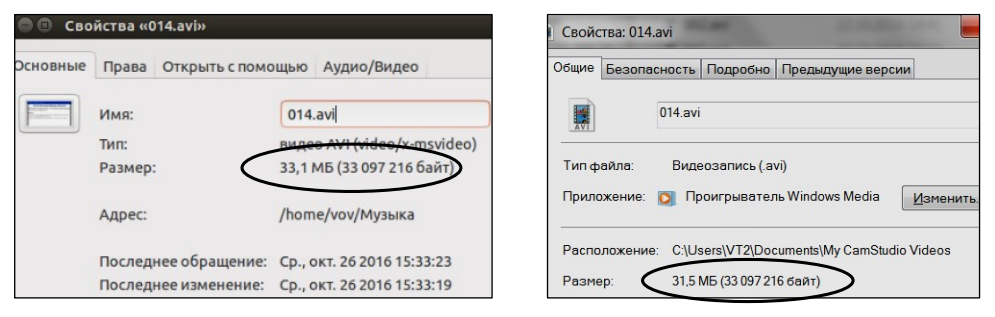 Свойства «014.avi»
Основные Права Открыть с помощью Аудио/Видео
Имя: 014.avi
Тип: видео AVI (video/x-msvideo)
Размер: 33,1 МБ (33 097 216 байт)
Адрес: /home/vov/Музыка
Последнее обращение: Ср., окт. 26 2016 15:33:23
Последнее изменение: Ср., окт. 26 2016 15:33:19
Свойства: 014.avi
Общие Безопасность Подробно Предыдущие версии
AVI
014.avi
Тип файла: Видеозапись (.avi)
Приложение: Проигрыватель Windows Media Изменить.
Расположение: C:\Users\VT2\Documents\My CamStudio Videos
Размер: 31,5 МБ (33 097 216 байт)